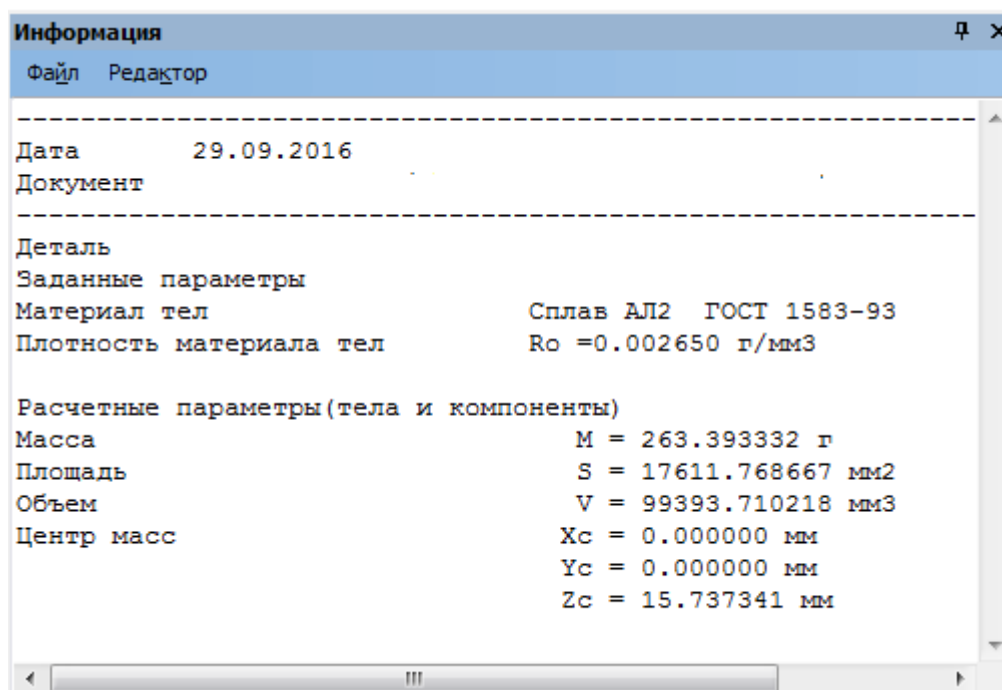 Информация
Файл Редактор
------------------------------------------------------------
Дата 29.09.2016
Документ
------------------------------------------------------------
Деталь
Заданные параметры
Материал тел Сплав АЛ2 ГОСТ 1583-93
Плотность материала тел Ro =0.002650 г/мм3
Расчетные параметры(тела и компоненты)
Масса M = 263.393332 г
Площадь S = 17611.768667 мм2
Объем V = 99393.710218 мм3
Центр масс Xc = 0.000000 мм
Yc = 0.000000 мм
Zc = 15.737341 мм